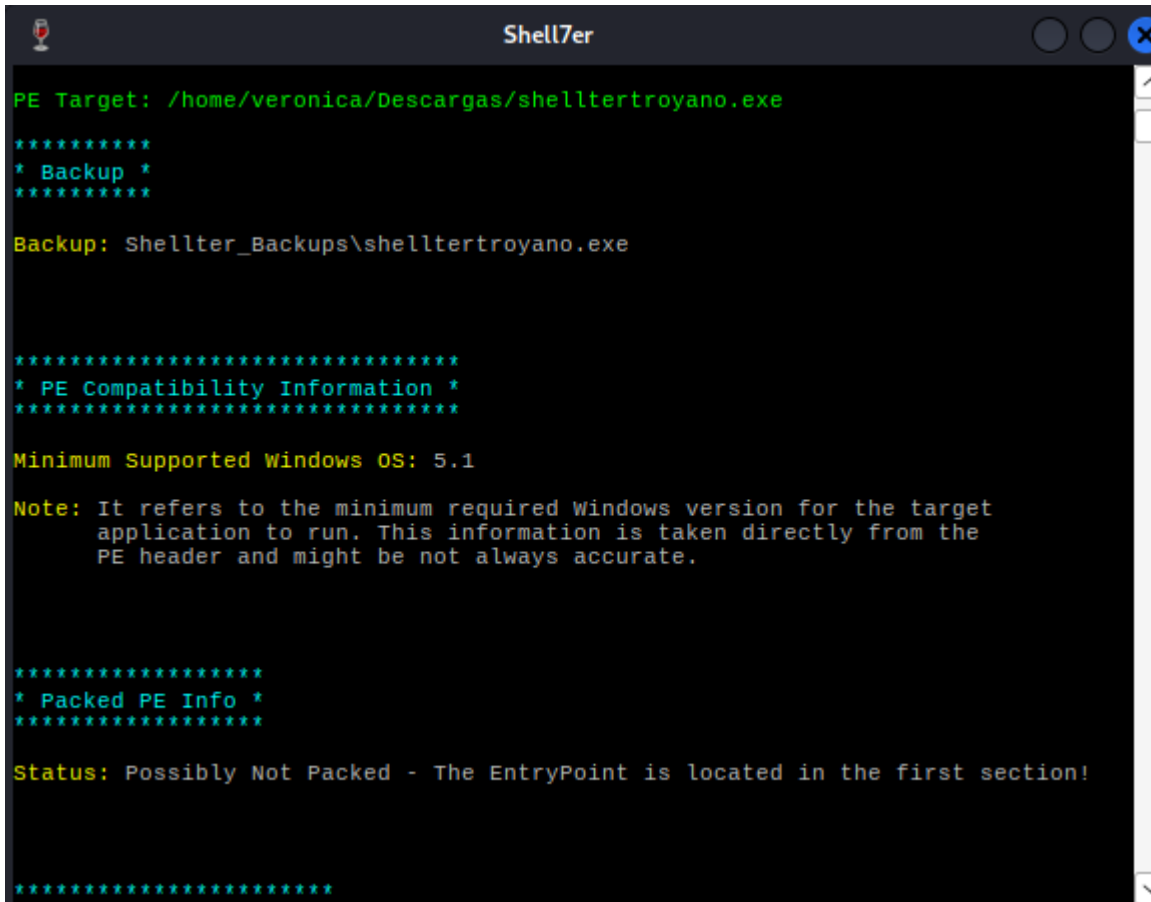 Shell7er
PE Target: /home/veronica/Descargas/shelltertroyano.exe
**********
* Backup *
**********
Backup: Shellter_Backups\shelltertroyano.exe
********************************
* PE Compatibility Information *
********************************
Minimum Supported Windows OS: 5.1
Note: It refers to the minimum required Windows version for the target
application to run. This information is taken directly from the
PE header and might be not always accurate.
******************
* Packed PE Info *
******************
Status: Possibly Not Packed - The EntryPoint is located in the first section!
***********************